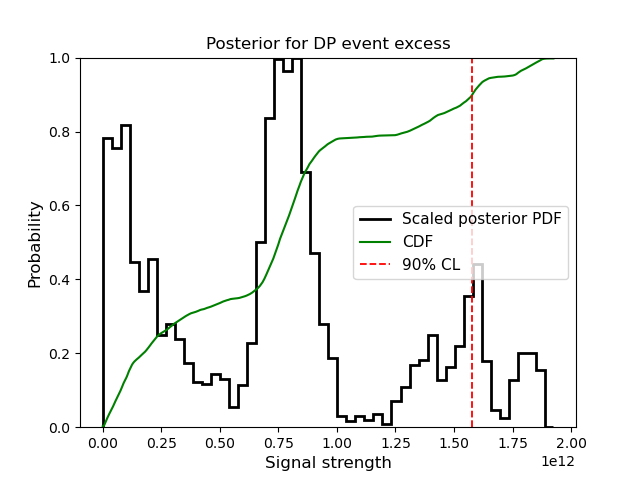 Posterior for DP event excess
1.0
0.8
0.6
0.4
0.2
0.0
Probability
Scaled posterior PDF
CDF
90% CL
0.00 0.25 0.50 0.75 1.00 1.25 1.50 1.75 2.00
1e12
Signal strength